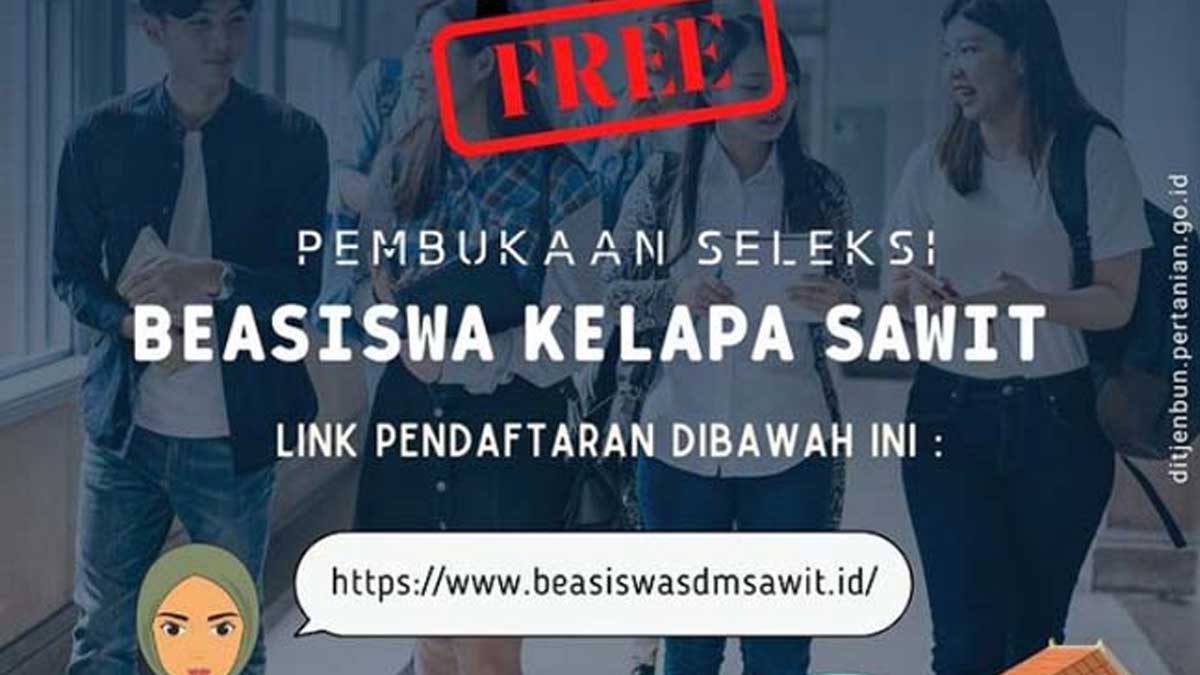 FREE
PEMBUKAAN SELEKSI
BEASISWA KELAPA SAWIT
LINK PENDAFTARAN DIBAWAH INI :
https://www.beasiswasdmsawit.id/
ditjenbun.pertanian.go.id